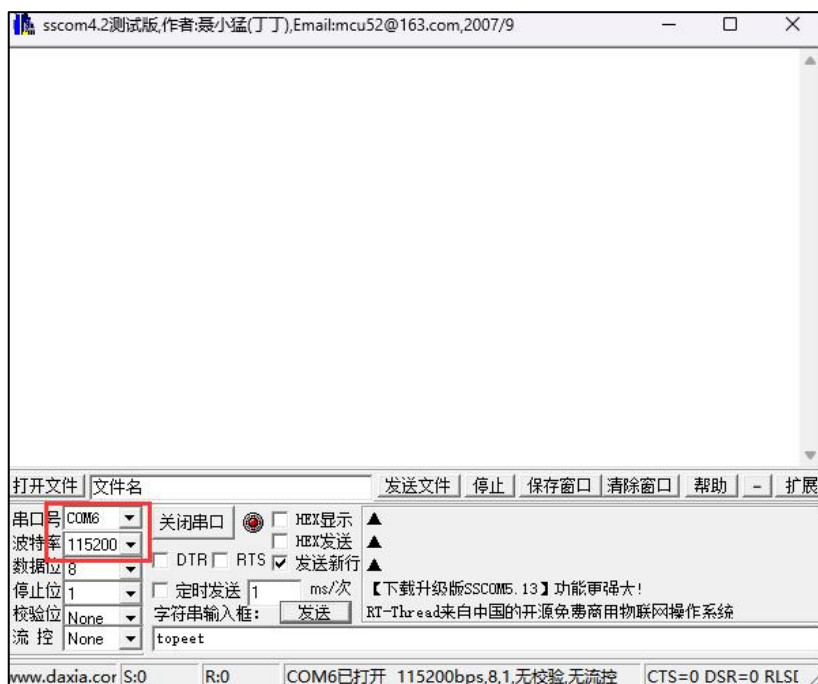 sscom4.2测试版,作者:聂小猛(丁丁),Email:mcu52@163.com,2007/9
打开文件 文件名 发送文件 停止 保存窗口 清除窗口 帮助 - 扩展
串口号 COM6 关闭串口 HEX显示
波特率 115200 HEX发送
数据位 8 DTR RTS 发送新行
停止位 1 定时发送 1 ms/次 【下载升级版SSCOM5.13】功能更强大!
校验位 None 字符串输入框: 发送 RT-Thread来自中国的开源免费商用物联网操作系统
流 控 None topeet
www.daxia.cor S:0 R:0 COM6已打开 115200bps,8,1,无校验,无流控 CTS=0 DSR=0 RLSI